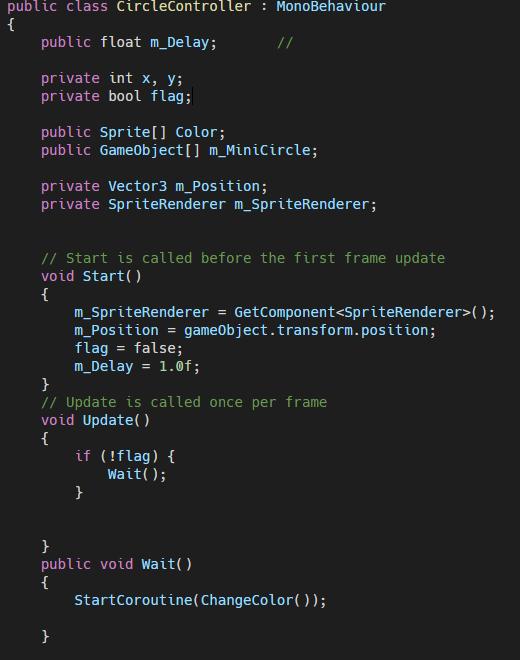 public class CircleController : MonoBehaviour
{
    public float m_Delay;       //
    private int x, y;
    private bool flag;
    public Sprite[] Color;
    public GameObject[] m_MiniCircle;
    private Vector3 m_Position;
    private SpriteRenderer m_SpriteRenderer;
    // Start is called before the first frame update
    void Start()
    {
        m_SpriteRenderer = GetComponent<SpriteRenderer>();
        m_Position = gameObject.transform.position;
        flag = false;
        m_Delay = 1.0f;
    }
    // Update is called once per frame
    void Update()
    {
        if (!flag) {
            Wait();
        }
    }
    public void Wait()
    {
        StartCoroutine(ChangeColor());
    }